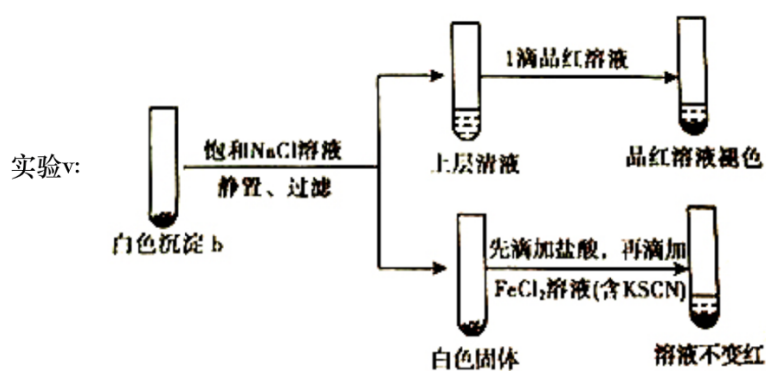 实验v:
白色沉淀 b
饱和NaCl溶液
静置、过滤
上层清液
1滴品红溶液
品红溶液褪色
白色固体
先滴加盐酸，再滴加
FeCl₂溶液(含KSCN)
溶液不变红